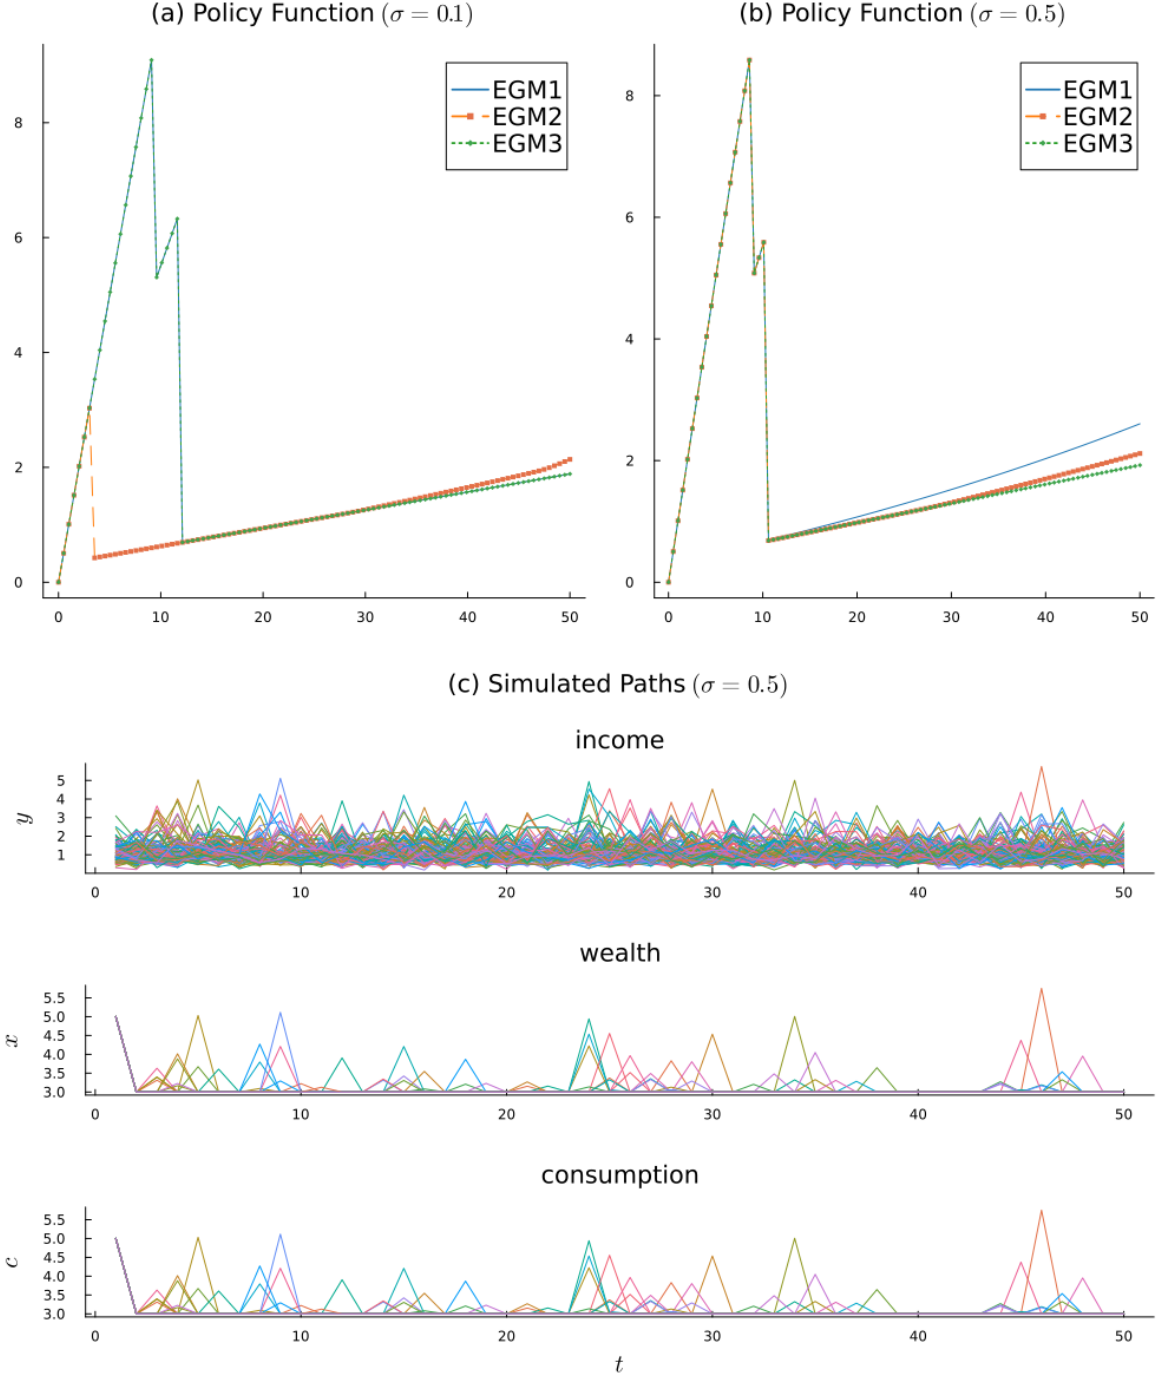 (a) Policy Function (σ = 0.1)
EGM1
EGM2
EGM3
8
6
4
2
0
0 10 20 30 40 50
(b) Policy Function (σ = 0.5)
EGM1
EGM2
EGM3
8
6
4
2
0
0 10 20 30 40 50
(c) Simulated Paths (σ = 0.5)
income
y
5
4
3
2
1
0 10 20 30 40 50
wealth
x
5.5
5.0
4.5
4.0
3.5
3.0
0 10 20 30 40 50
consumption
c
5.5
5.0
4.5
4.0
3.5
3.0
0 10 20 30 40 50
t